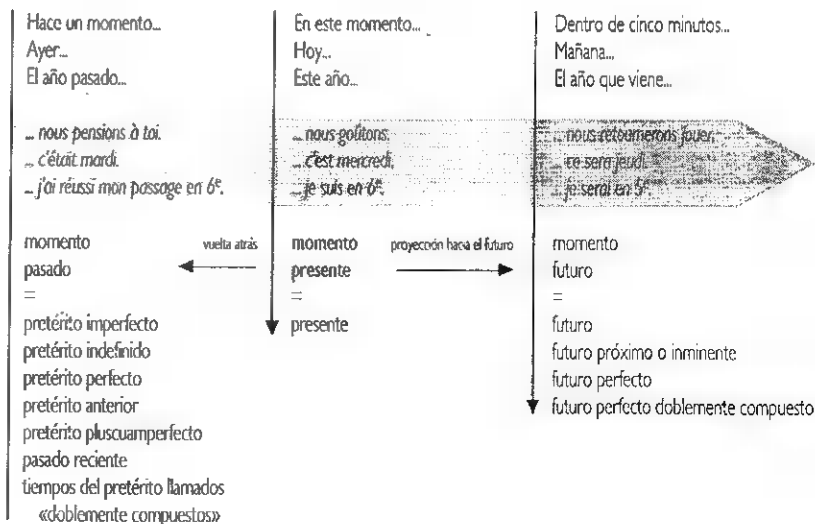 Hace un momento...
Ayer...
El año pasado...
... nous pensions à toi.
... c'était mardi.
... j'ai réussi mon passage en 6e.
momento
pasado
=
pretérito imperfecto
pretérito indefinido
pretérito perfecto
pretérito anterior
pretérito pluscuamperfecto
pasado reciente
tiempos del pretérito llamados
«doblemente compuestos»
vuelta atrás
En este momento...
Hoy...
Este año...
... nous goûtons.
... c'est mercredi.
... je suis en 6e.
momento
presente
=
presente
proyección hacia el futuro
Dentro de cinco minutos...
Mañana...
El año que viene...
... nous retournerons jouer.
... ce sera jeudi.
... je serai en 5e.
momento
futuro
=
futuro
futuro próximo o inminente
futuro perfecto
futuro perfecto doblemente compuesto